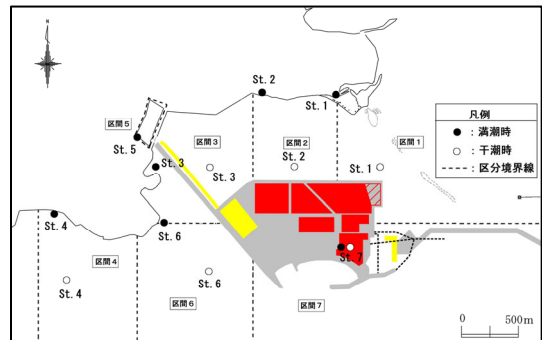 St. 2
St. 1
区間5
St. 5
区間3
区間2
区間1
St. 3
St. 3
St. 2
St. 1
凡例
● : 満潮時
○ : 干潮時
---- : 区分境界線
St. 4
St. 6
St. 7
区間4
St. 4
St. 6
区間6
区間7
0 500m